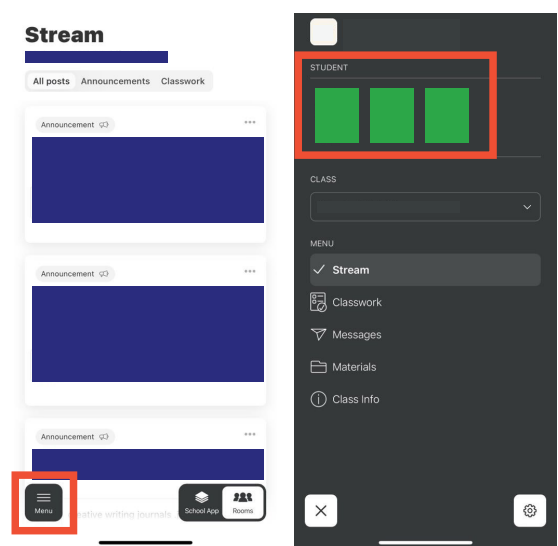 Stream
All posts Announcements Classwork
Announcement
Announcement
Announcement
creative writing journals
Menu
School App Rooms
STUDENT
CLASS
MENU
Stream
Classwork
Messages
Materials
Class Info